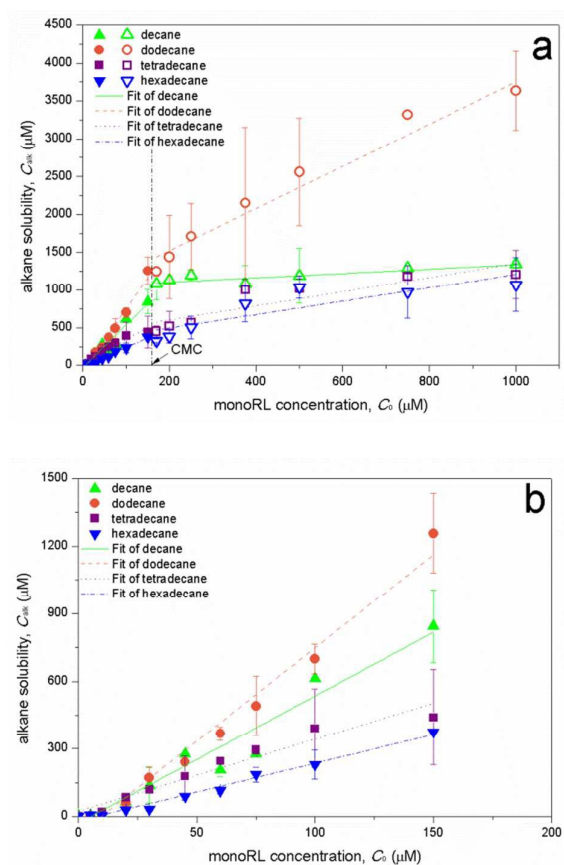 a
4500
4000
3500
3000
2500
2000
1500
1000
500
0
alkane solubility, Calk (μM)
decane
dodecane
tetradecane
hexadecane
Fit of decane
Fit of dodecane
Fit of tetradecane
Fit of hexadecane
CMC
0 200 400 600 800 1000
monoRL concentration, C0 (μM)
b
1500
1200
900
600
300
0
alkane solubility, Calk (μM)
decane
dodecane
tetradecane
hexadecane
Fit of decane
Fit of dodecane
Fit of tetradecane
Fit of hexadecane
0 50 100 150 200
monoRL concentration, C0 (μM)